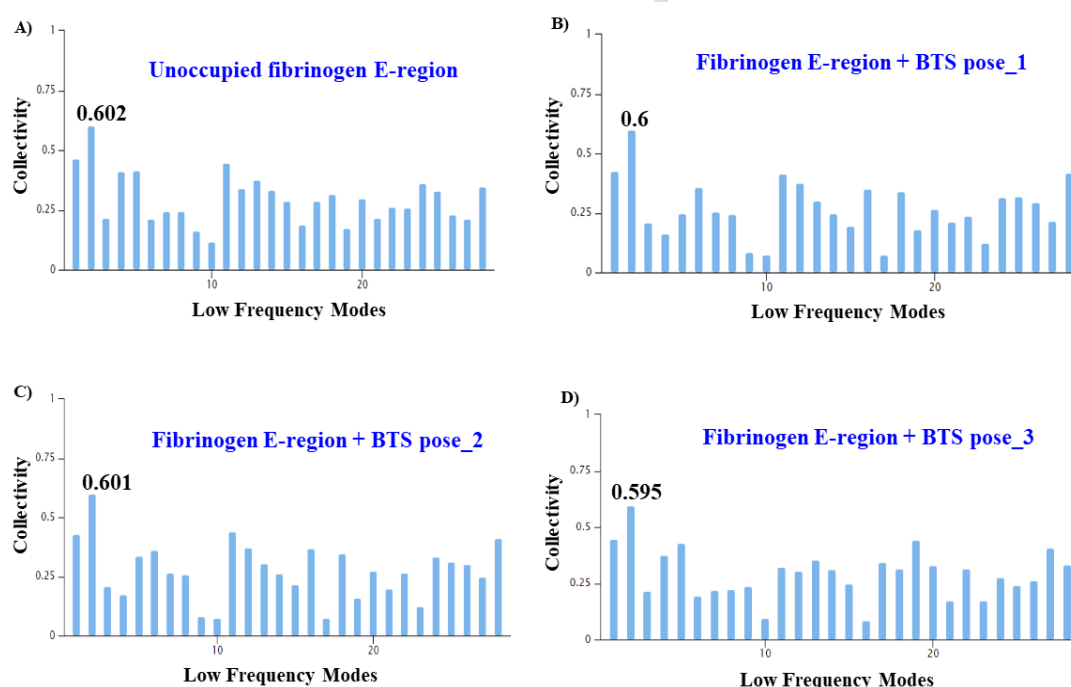 A)
Unoccupied fibrinogen E-region
0.602
Collectivity
1
0.75
0.5
0.25
0
10
20
Low Frequency Modes
B)
Fibrinogen E-region + BTS pose_1
0.6
Collectivity
1
0.75
0.5
0.25
0
10
20
Low Frequency Modes
C)
Fibrinogen E-region + BTS pose_2
0.601
Collectivity
1
0.75
0.5
0.25
0
10
20
Low Frequency Modes
D)
Fibrinogen E-region + BTS pose_3
0.595
Collectivity
1
0.75
0.5
0.25
0
10
20
Low Frequency Modes